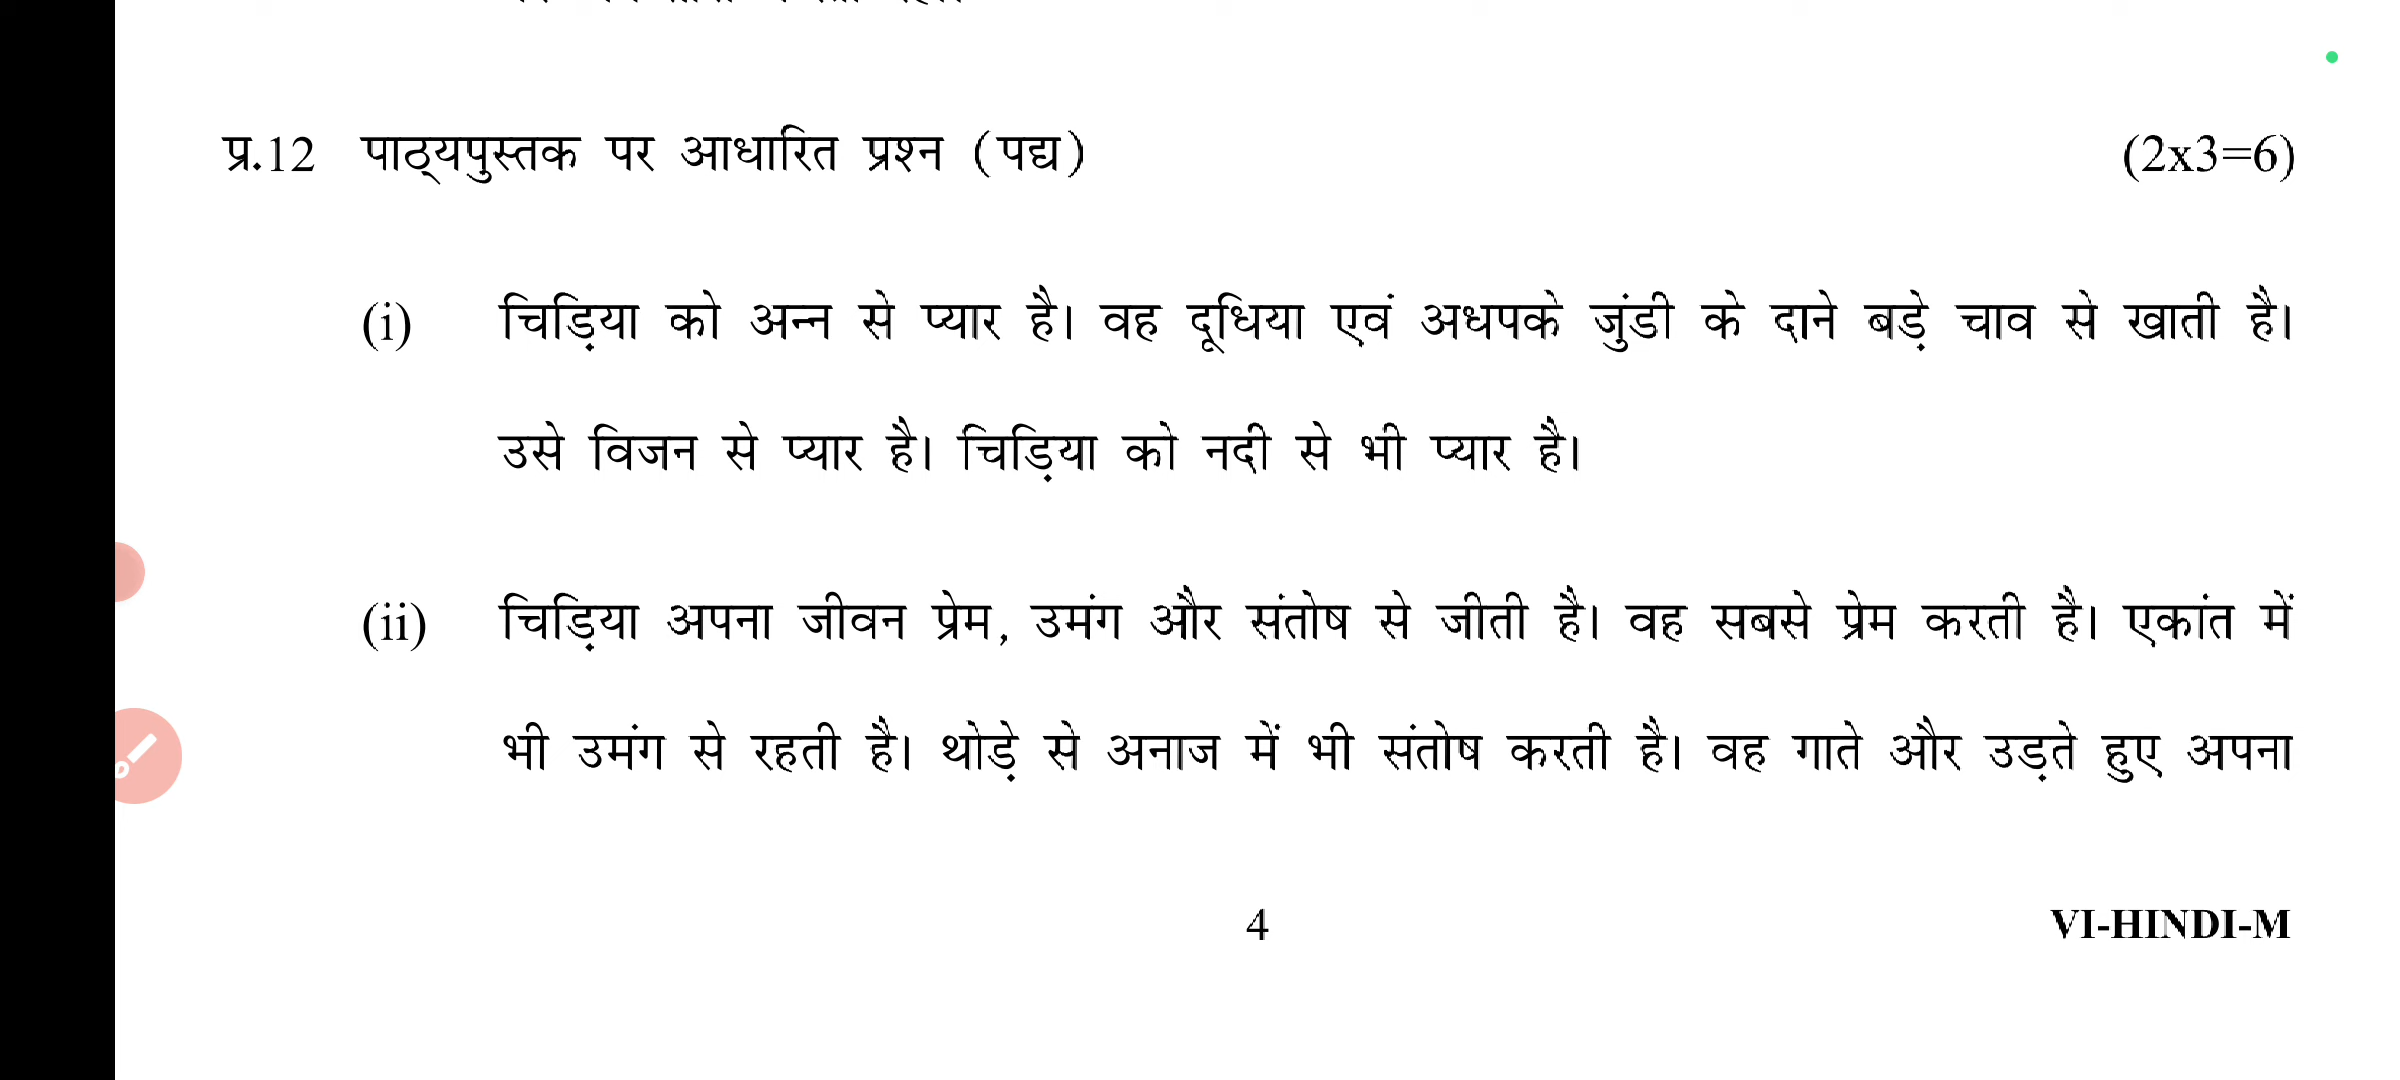 प्र.12 पाठ्यपुस्तक पर आधारित प्रश्न (पद्य) (2x3=6)
(i) चिड़िया को अन्न से प्यार है। वह दूधिया एवं अधपके जुंडी के दाने बड़े चाव से खाती है।
उसे विजन से प्यार है। चिड़िया को नदी से भी प्यार है।
(ii) चिड़िया अपना जीवन प्रेम, उमंग और संतोष से जीती है। वह सबसे प्रेम करती है। एकांत में
भी उमंग से रहती है। थोड़े से अनाज में भी संतोष करती है। वह गाते और उड़ते हुए अपना
4 VI-HINDI-M